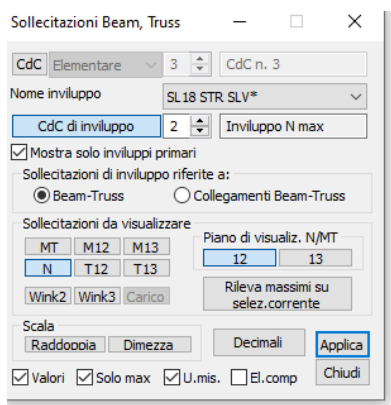 Sollecitazioni Beam, Truss
CdC Elementare 3 CdC n. 3
Nome inviluppo SL18 STR SLV*
CdC di inviluppo 2 Inviluppo N max
Mostra solo inviluppi primari
Sollecitazioni di inviluppo riferite a:
Beam-Truss Collegamenti Beam-Truss
Sollecitazioni da visualizzare
Piano di visualiz. N/MT
MT M12 M13
12 13
N T12 T13
Rileva massimi su
selez.corrente
Wink2 Wink3 Carico
Scala
Raddoppia Dimezza Decimali Applica
Valori Solo max U.mis. El.comp Chiudi